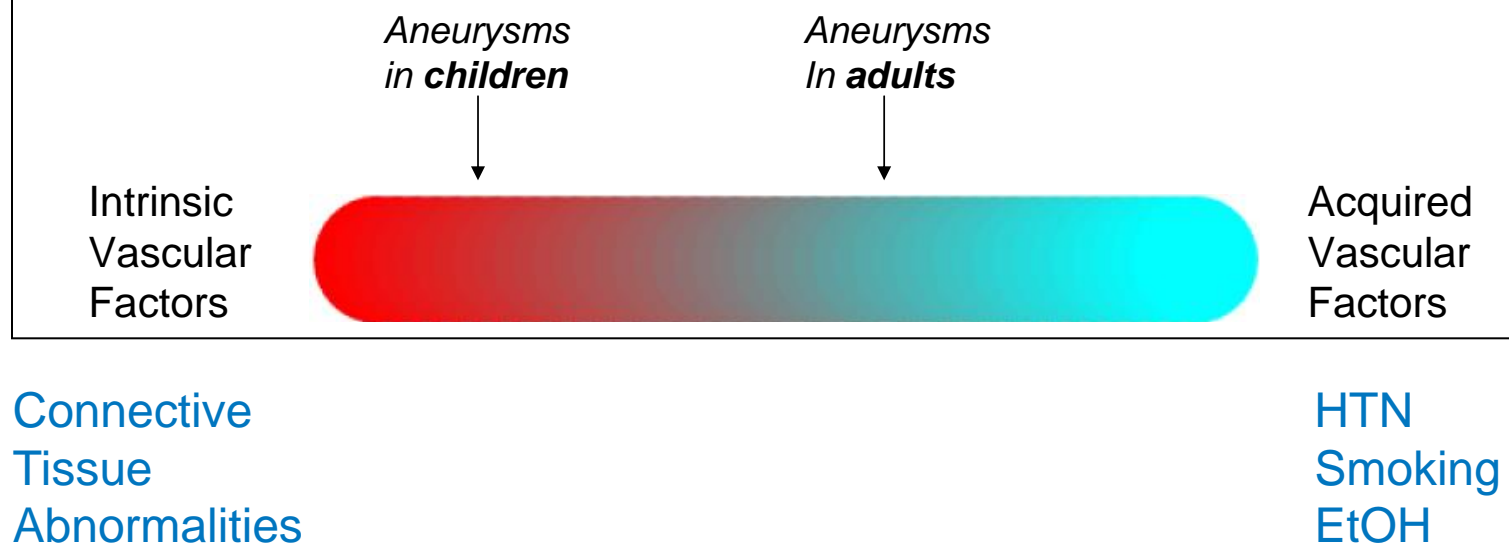 Aneurysms
in children
Aneurysms
In adults
Intrinsic
Vascular
Factors
Acquired
Vascular
Factors
Connective
Tissue
Abnormalities
HTN
Smoking
EtOH